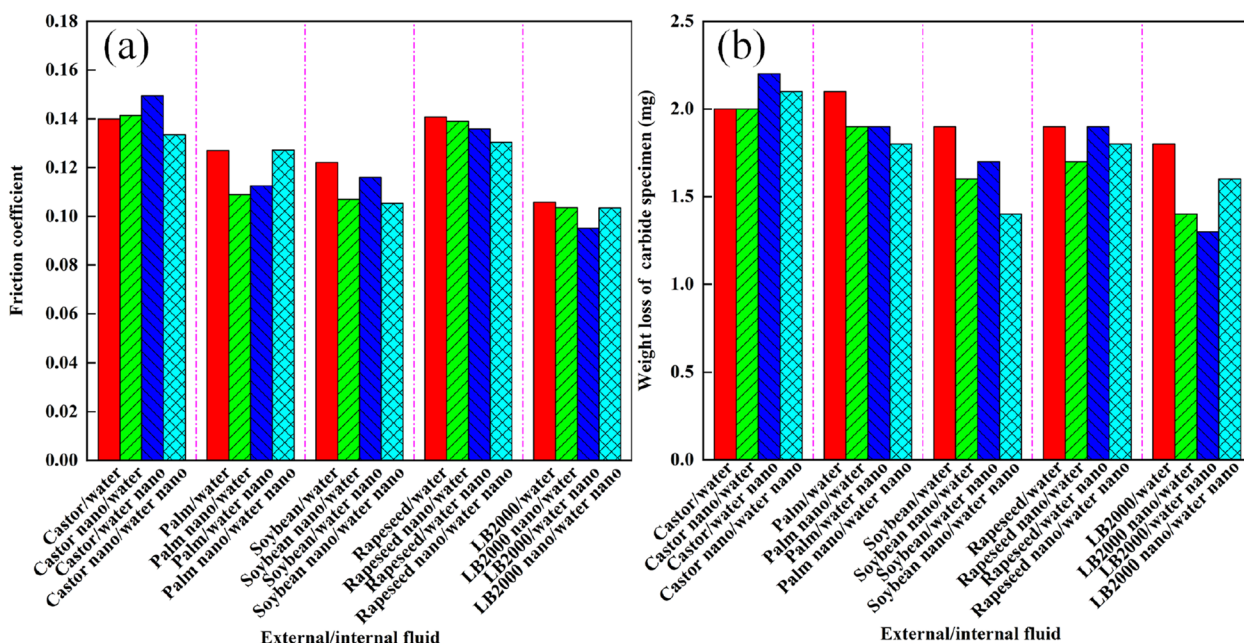 (a)
Friction coefficient
0.18
0.16
0.14
0.12
0.10
0.08
0.06
0.04
0.02
0.00
Castor/water
Castor nano/water
Castor/water nano
Castor nano/water nano
Palm/water
Palm nano/water
Palm/water nano
Palm nano/water nano
Soybean/water
Soybean nano/water
Soybean/water nano
Soybean nano/water nano
Rapeseed/water
Rapeseed nano/water
Rapeseed/water nano
Rapeseed nano/water nano
LB2000/water
LB2000 nano/water
LB2000/water nano
LB2000 nano/water nano
External/internal fluid
(b)
Weight loss of carbide specimen (mg)
2.5
2.0
1.5
1.0
0.5
0.0
Castor/water
Castor nano/water
Castor/water nano
Castor nano/water nano
Palm/water
Palm nano/water
Palm/water nano
Palm nano/water nano
Soybean/water
Soybean nano/water
Soybean/water nano
Soybean nano/water nano
Rapeseed/water
Rapeseed nano/water
Rapeseed/water nano
Rapeseed nano/water nano
LB2000/water
LB2000 nano/water
LB2000/water nano
LB2000 nano/water nano
External/internal fluid